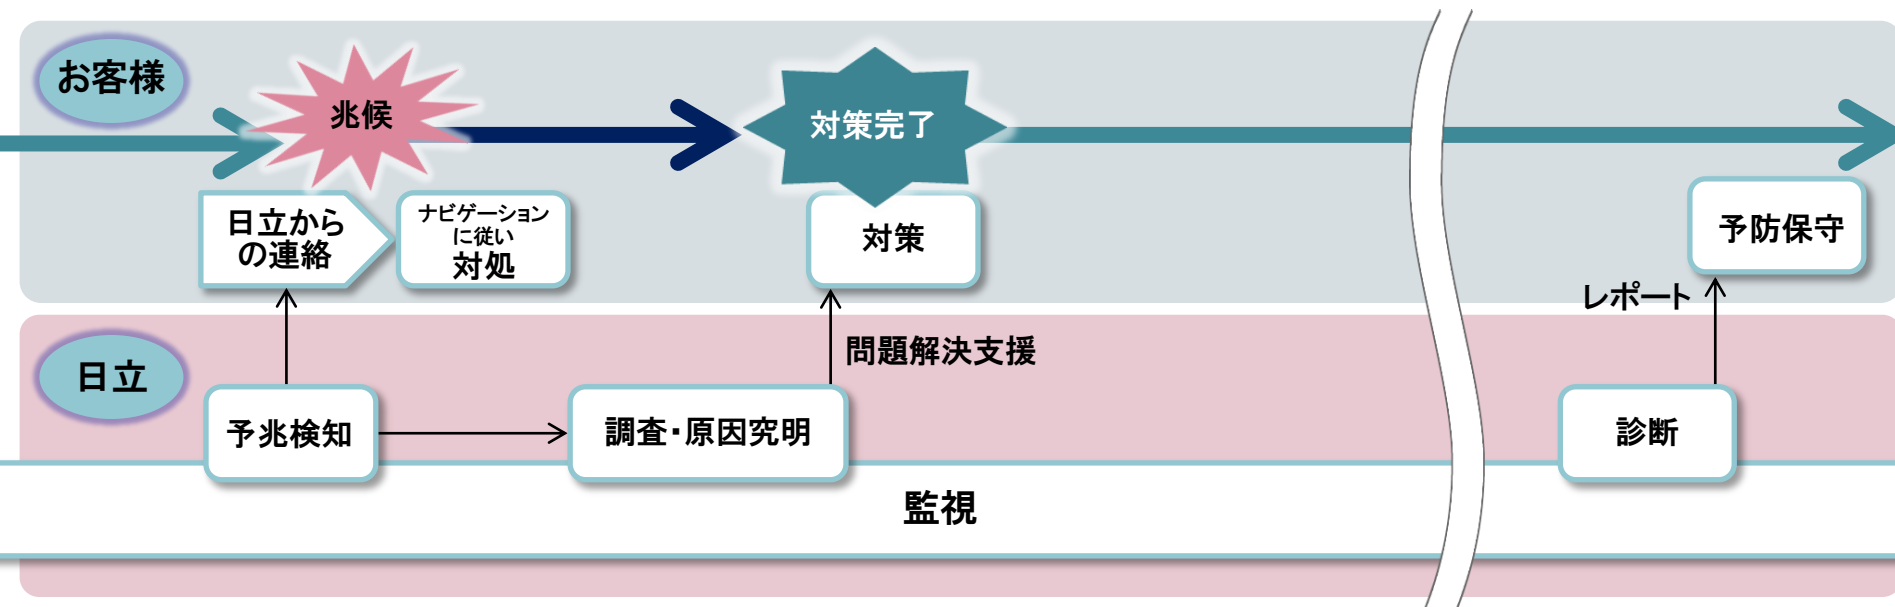 お客様
兆候
対策完了
日立から
の連絡
ナビゲーション
に従い
対処
対策
予防保守
レポート
日立
問題解決支援
予兆検知
調査・原因究明
診断
監視